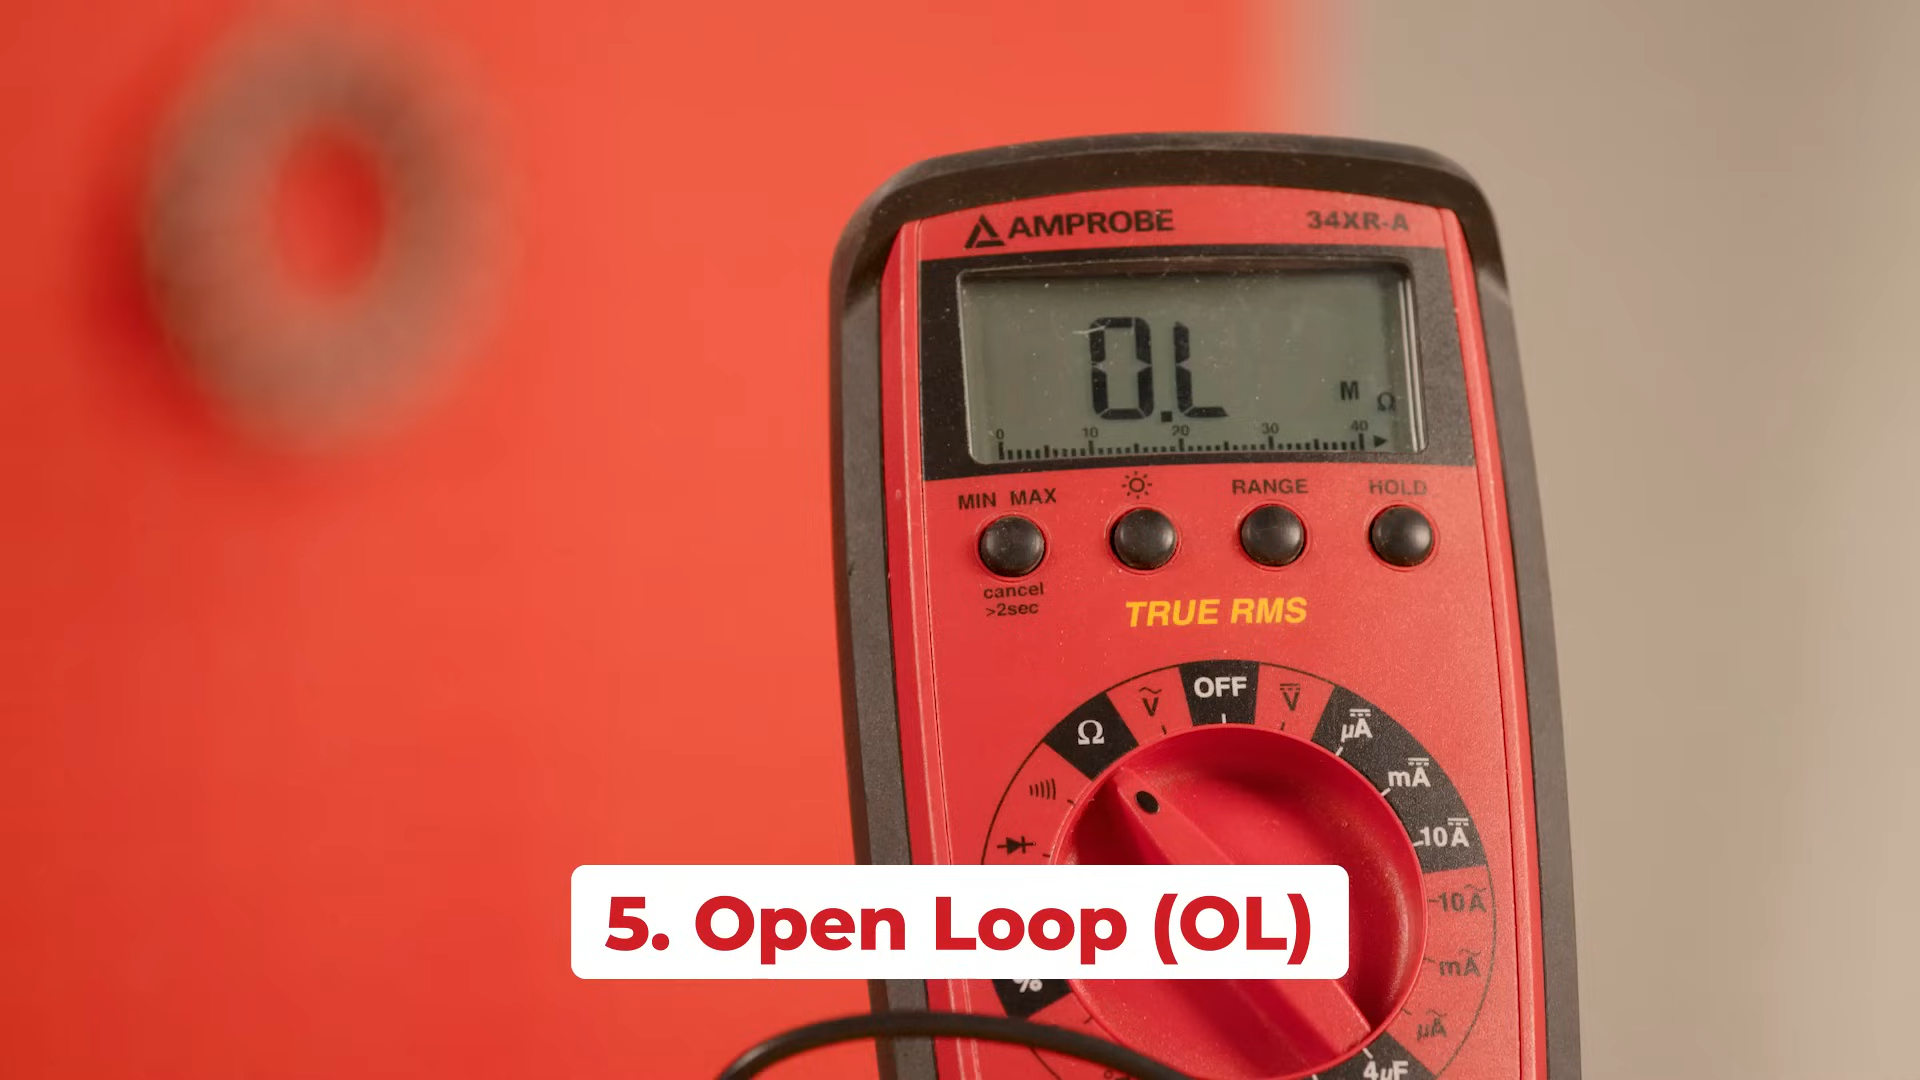 AMPROBE 34XR-A
0.L
M Ω
0 10 20 30 40
MIN MAX RANGE HOLD
cancel
>2sec
TRUE RMS
OFF
Ω V V
μA
mA
10A
10A
mA
μA
4μF
%
5. Open Loop (OL)